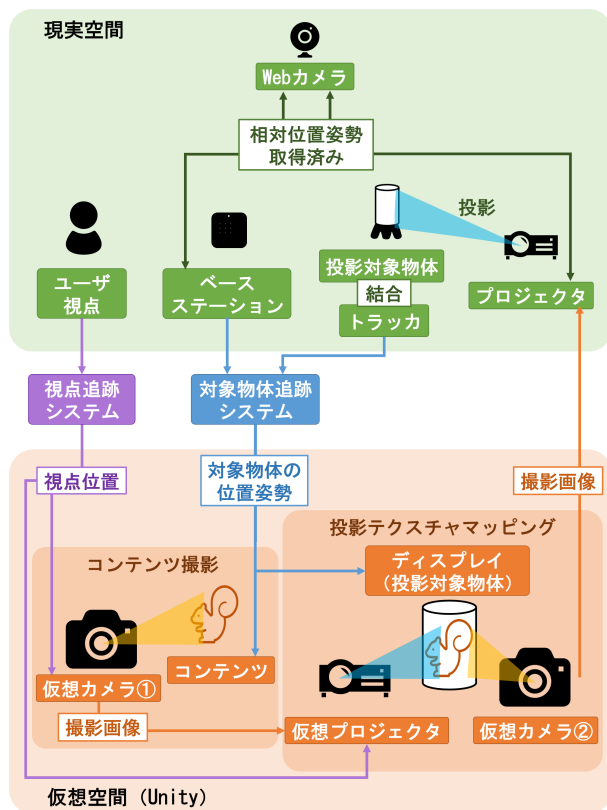 現実空間
Webカメラ
相対位置姿勢
取得済み
投影
投影対象物体
結合
トラッカ
ユーザ
視点
ベース
ステーション
プロジェクタ
視点追跡
システム
対象物体追跡
システム
視点位置
対象物体の
位置姿勢
撮影画像
投影テクスチャマッピング
コンテンツ撮影
ディスプレイ
（投影対象物体）
コンテンツ
仮想カメラ①
撮影画像
仮想プロジェクタ
仮想カメラ②
仮想空間（Unity）